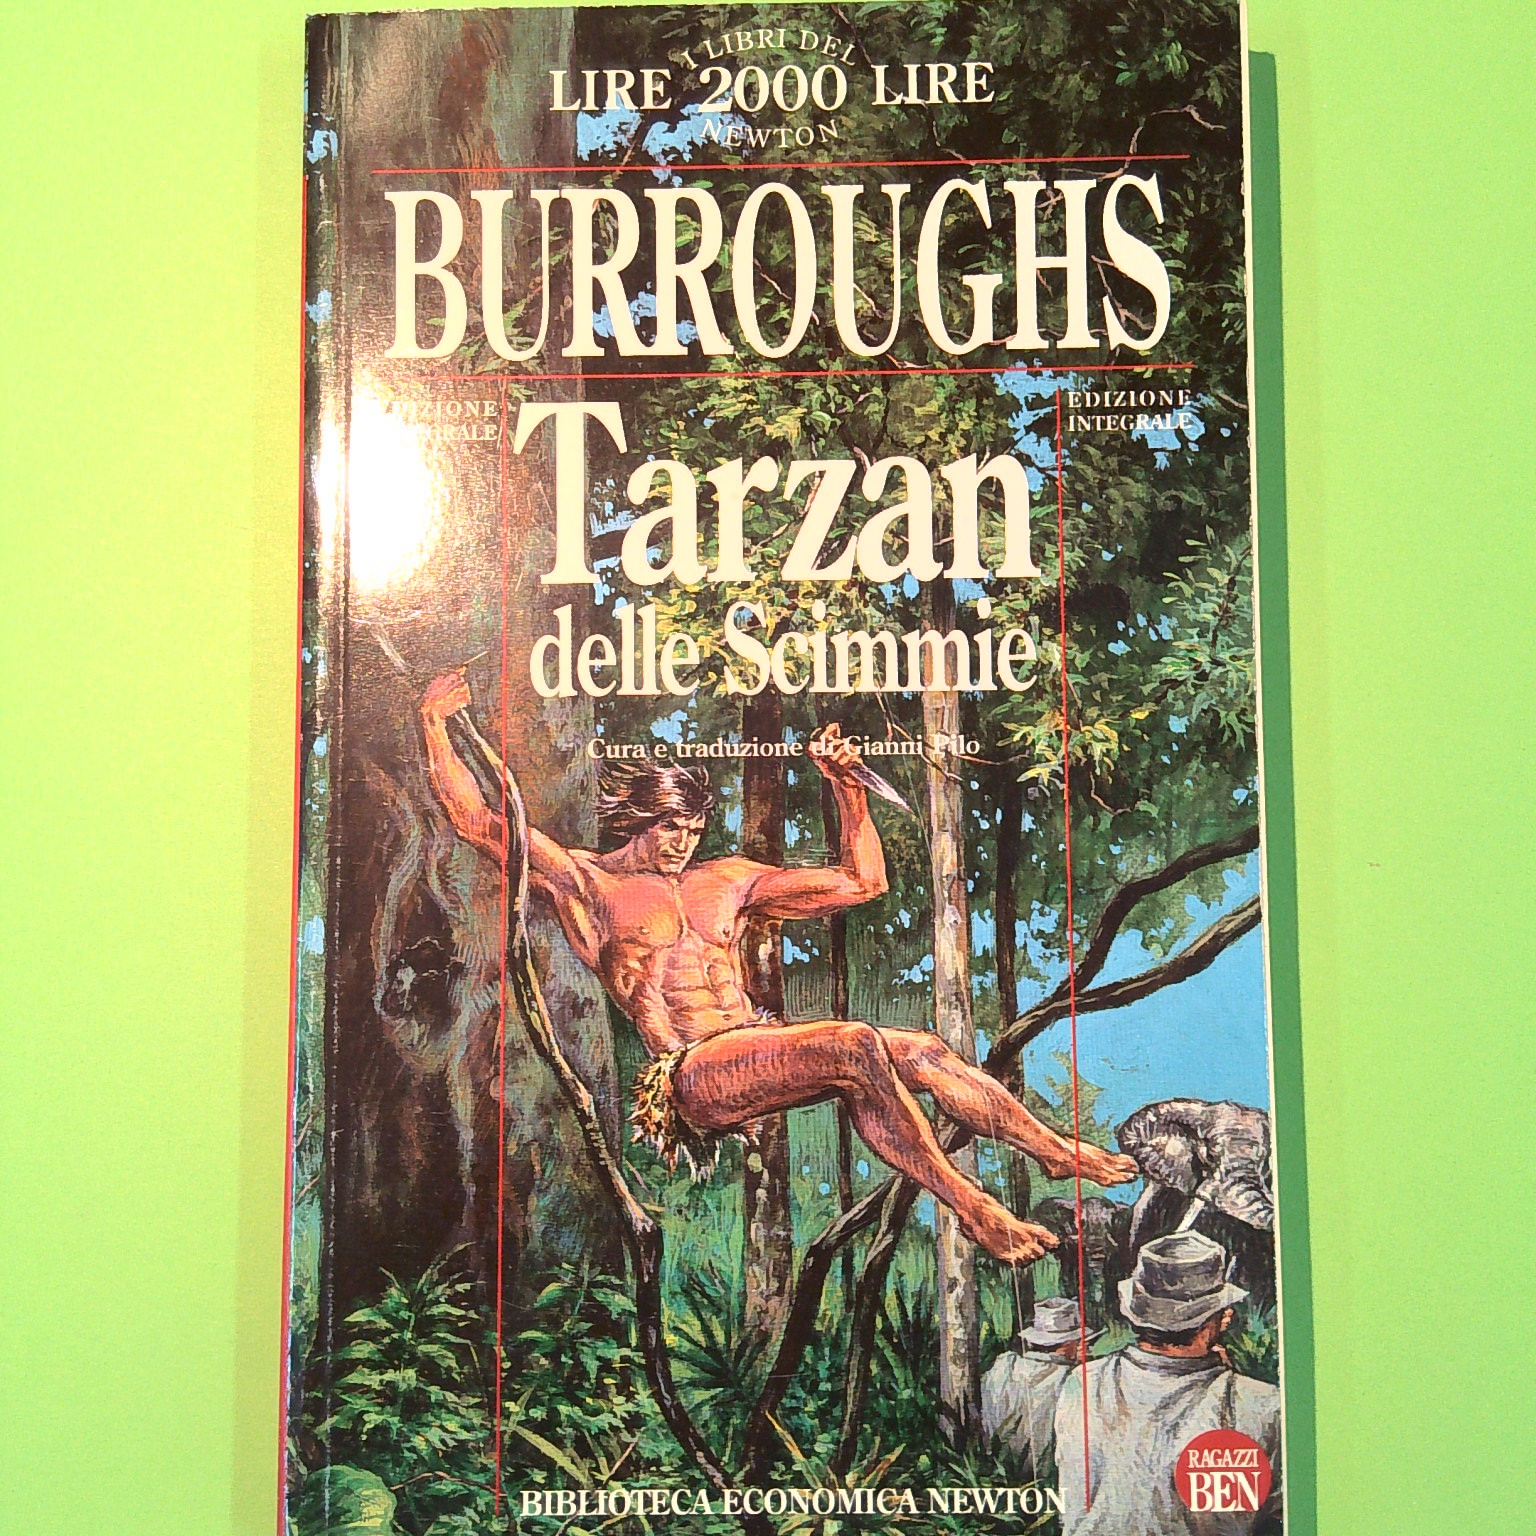 I LIBRI DEL
LIRE 2000 LIRE
NEWTON
BURROUGHS
EDIZIONE
INTEGRALE
Tarzan
delle Scimmie
Cura e traduzione di Gianni Pilo
RAGAZZI
BEN
BIBLIOTECA ECONOMICA NEWTON